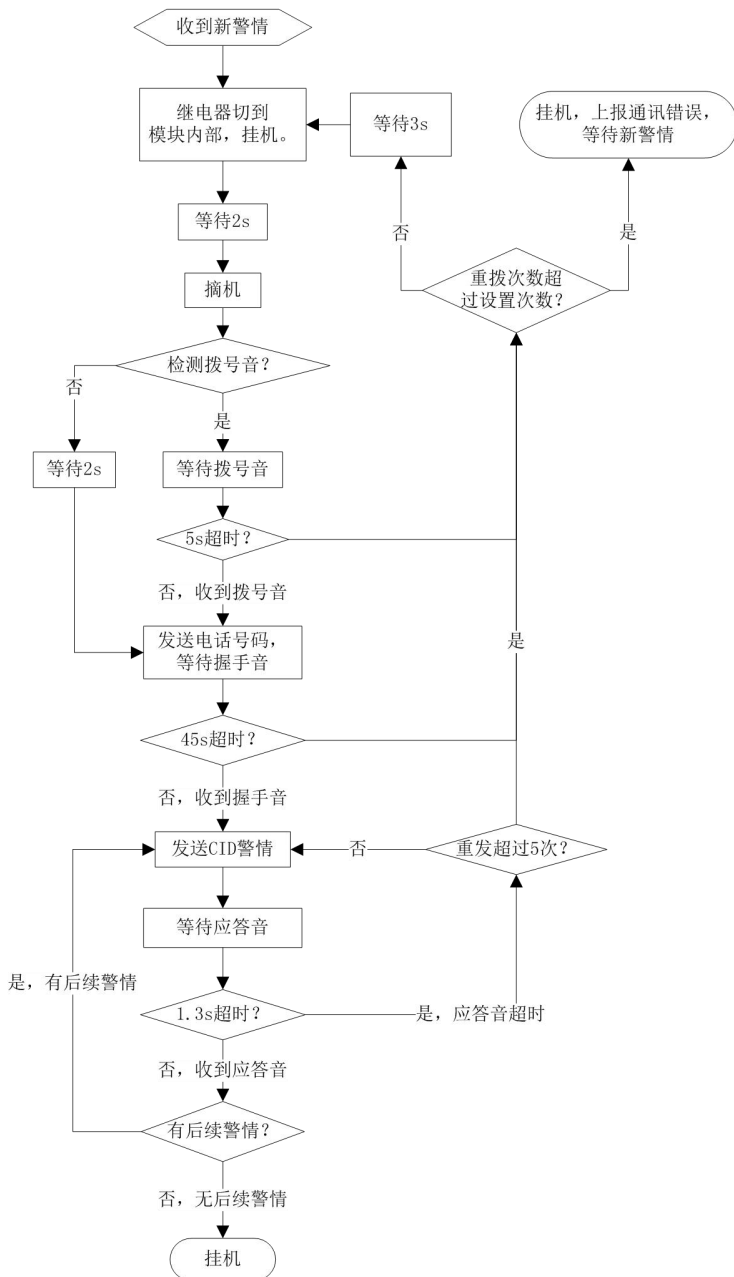 收到新警情
继电器切到
模块内部，挂机。
等待3s
挂机，上报通讯错误，
等待新警情
等待2s
否
是
摘机
重拨次数超
过设置次数？
检测拨号音？
否
是
等待2s
等待拨号音
5s超时？
否，收到拨号音
发送电话号码，
等待握手音
是
45s超时？
否，收到握手音
发送CID警情
否
重发超过5次？
等待应答音
是，有后续警情
1.3s超时？
是，应答音超时
否，收到应答音
有后续警情？
否，无后续警情
挂机